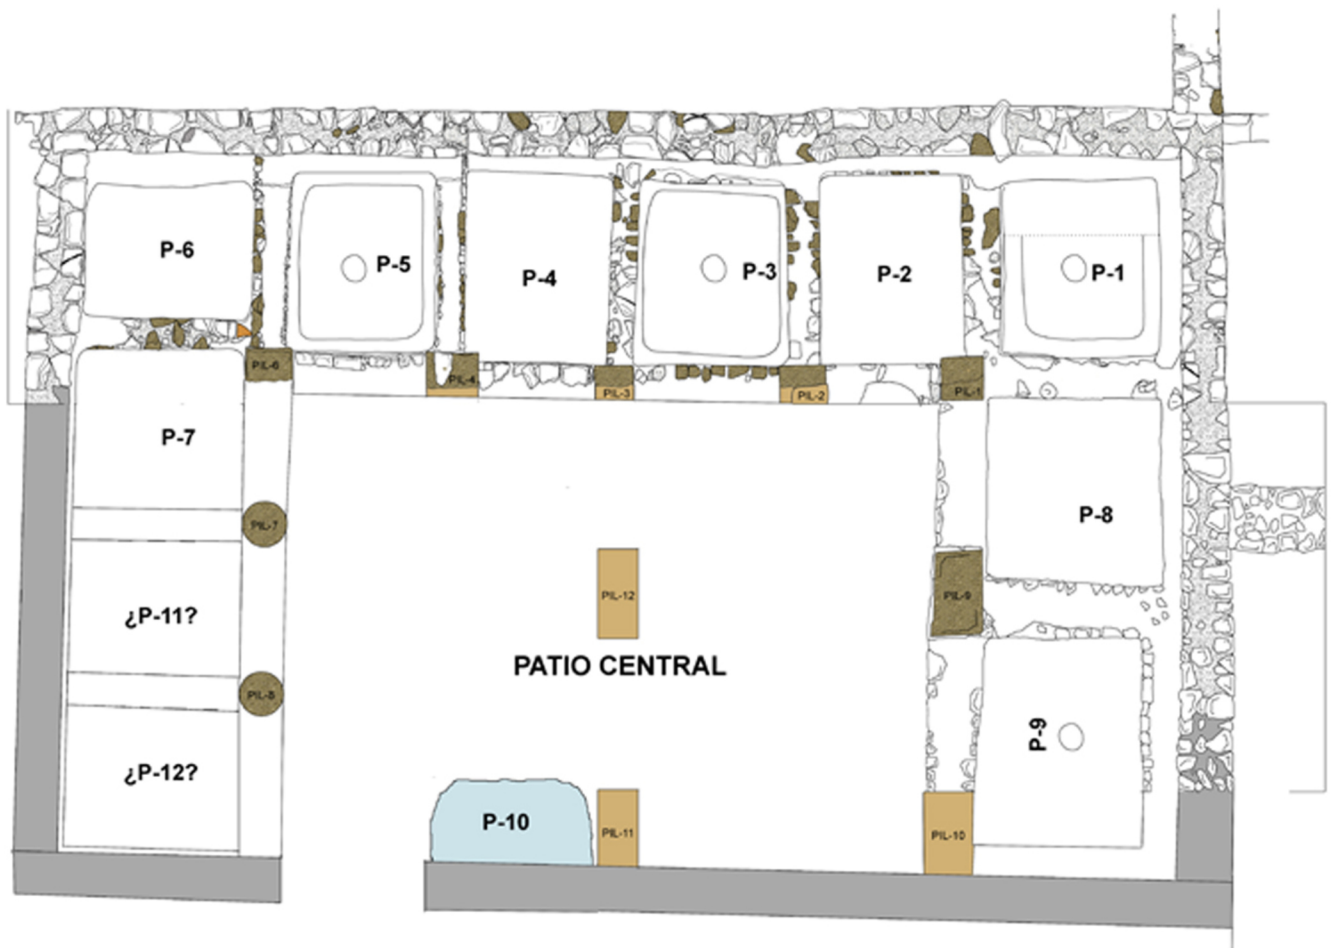 P-6
P-5
P-4
P-3
P-2
P-1
PIL-6
PIL-4
PIL-3
PIL-2
PIL-1
P-7
P-8
PIL-7
PIL-12
PIL-9
¿P-11?
PATIO CENTRAL
PIL-8
P-9
¿P-12?
P-10
PIL-11
PIL-10